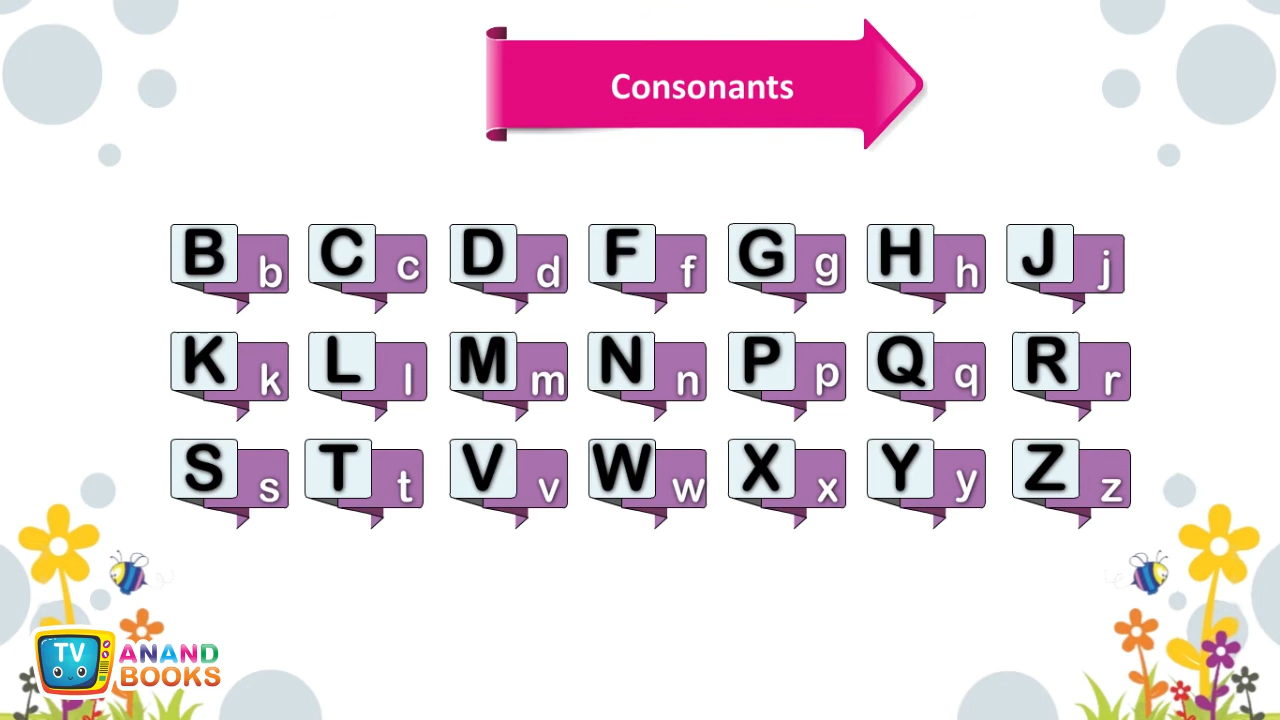 Consonants
B b C c D d F f G g H h J j
K k L l M m N n P p Q q R r
S s T t V v W w X x Y y Z z
TV ANAND
BOOKS